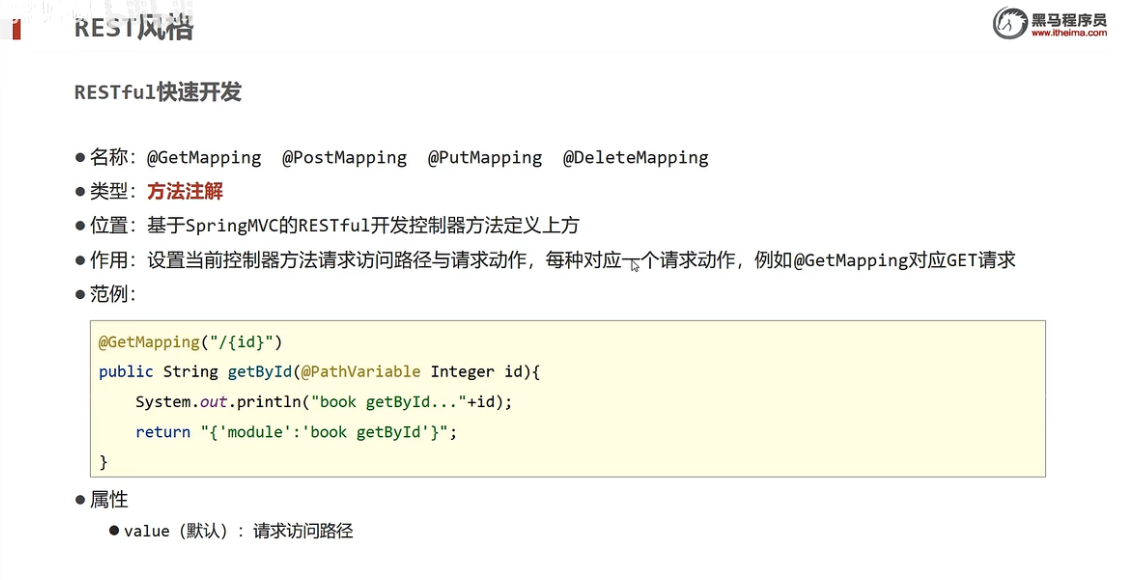 REST风格
黑马程序员
www.itheima.com
RESTful快速开发
● 名称：@GetMapping @PostMapping @PutMapping @DeleteMapping
● 类型：方法注解
● 位置：基于SpringMVC的RESTful开发控制器方法定义上方
● 作用：设置当前控制器方法请求访问路径与请求动作，每种对应一个请求动作，例如@GetMapping对应GET请求
● 范例：
@GetMapping("/{id}")
public String getById(@PathVariable Integer id){
System.out.println("book getById..."+id);
return "{'module':'book getById'}";
}
● 属性
● value（默认）：请求访问路径